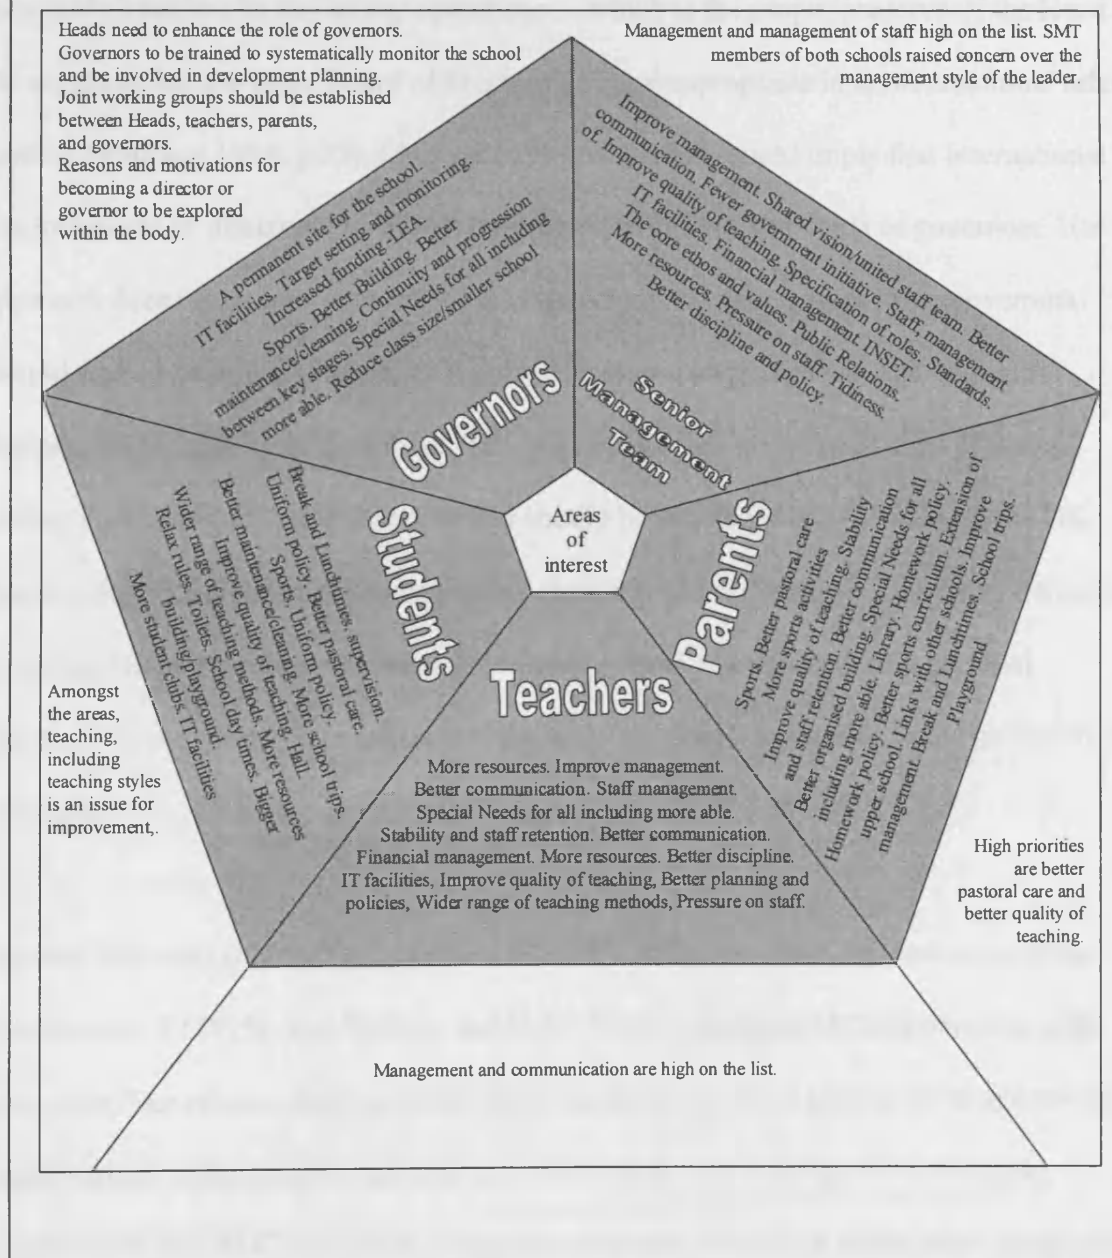 Heads need to enhance the role of governors.
Governors to be trained to systematically monitor the school
and be involved in development planning.
Joint working groups should be established
between Heads, teachers, parents,
and governors.
Reasons and motivations for
becoming a director or
governor to be explored
within the body.
Management and management of staff high on the list. SMT
members of both schools raised concern over the
management style of the leader.
A permanent site for the school.
IT facilities, Target setting and monitoring.
Increased funding -LEA.
Sports. Better Building. Better
maintenance/cleaning. Continuity and progression
between key stages. Special Needs for all including
more able. Reduce class size/smaller school
Governors
Improve management. Shared vision/united staff team. Better
communication. Fewer government initiative. Staff management
of. Improve quality of teaching. Specification of roles. Standards.
IT facilities. Financial management. INSET.
The core ethos and values. Public Relations.
More resources. Pressure on staff. Tidiness.
Better discipline and policy.
Senior
Management
Team
Areas
of
interest
Students
Break and Lunchtimes. supervision.
Uniform policy. Better pastoral care.
Sports, Uniform policy.
Better maintenance/cleaning. More school trips.
Improve quality of teaching, Hall.
Wider range of teaching methods. More resources
Relax rules. Toilets. School day times. Bigger
building/playground.
More student clubs. IT facilities
Amongst
the areas,
teaching,
including
teaching styles
is an issue for
improvement,.
Parents
Sports. Better pastoral care
More sports activities
Improve quality of teaching. Stability
and staff retention. Better communication
Better organised building. Special Needs for all
including more able. Library. Homework policy.
Homework policy. Better sports curriculum. Extension of
upper school. Links with other schools. Improve
management. Break and Lunchtimes. School trips.
Playground
High priorities
are better
pastoral care and
better quality of
teaching.
Teachers
More resources. Improve management.
Better communication. Staff management.
Special Needs for all including more able.
Stability and staff retention. Better communication.
Financial management. More resources. Better discipline.
IT facilities, Improve quality of teaching, Better planning and
policies, Wider range of teaching methods, Pressure on staff.
Management and communication are high on the list.